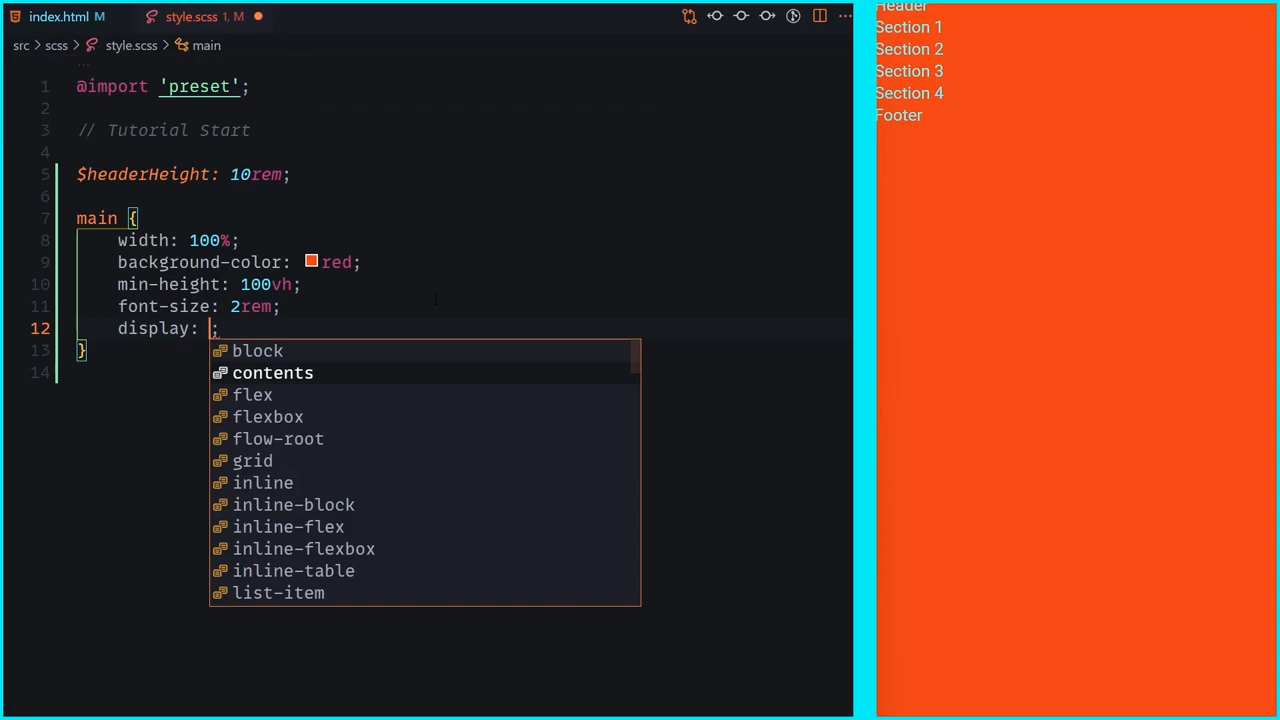 index.html M
style.scss 1, M
src > scss > style.scss > main
1 @import 'preset';
2
3 // Tutorial Start
4
5 $headerHeight: 10rem;
6
7 main {
8 width: 100%;
9 background-color: red;
10 min-height: 100vh;
11 font-size: 2rem;
12 display: ;
13 }
14
block
contents
flex
flexbox
flow-root
grid
inline
inline-block
inline-flex
inline-flexbox
inline-table
list-item
Header
Section 1
Section 2
Section 3
Section 4
Footer